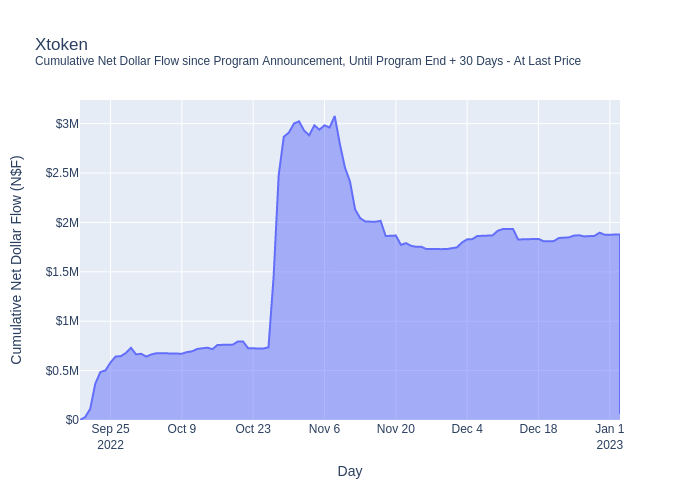 Xtoken
Cumulative Net Dollar Flow since Program Announcement, Until Program End + 30 Days - At Last Price
Cumulative Net Dollar Flow (N$F)
$3M
$2.5M
$2M
$1.5M
$1M
$0.5M
$0
Sep 25
2022
Oct 9
Oct 23
Nov 6
Nov 20
Dec 4
Dec 18
Jan 1
2023
Day